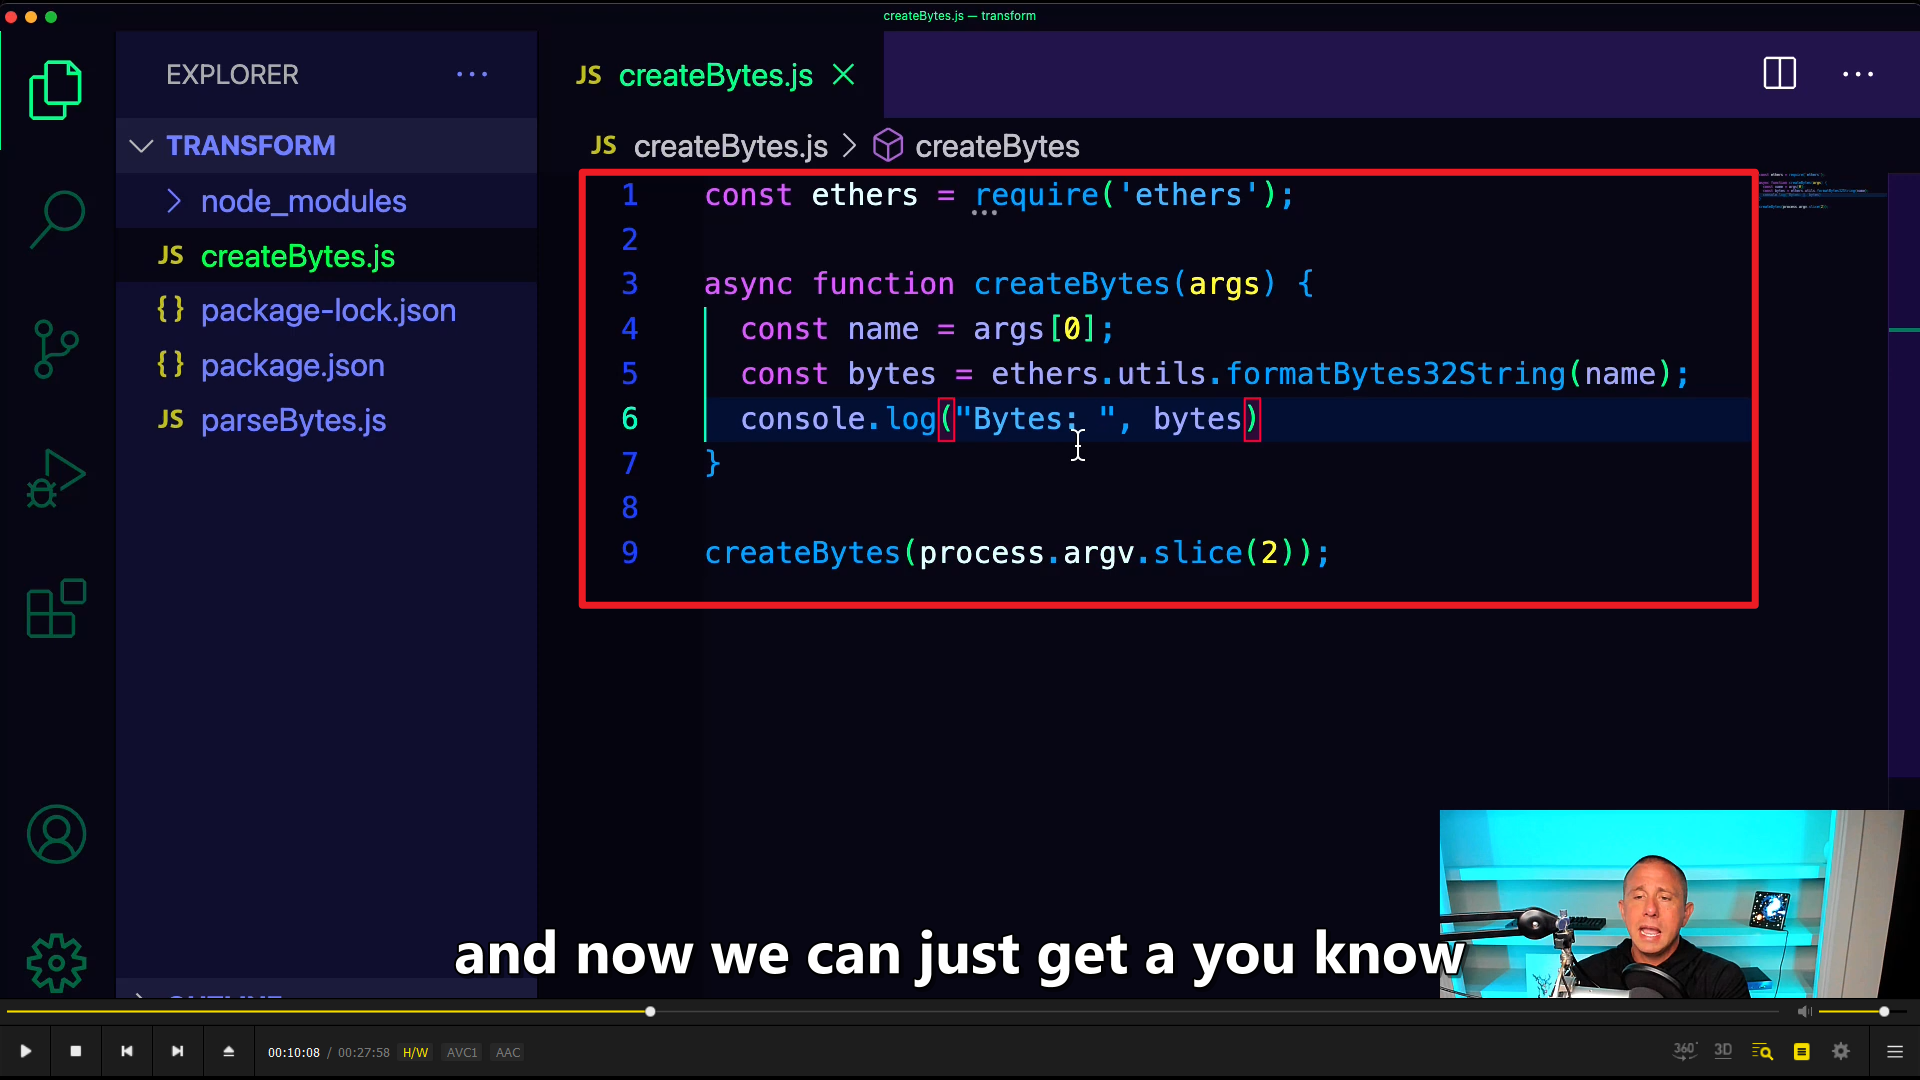 createBytes.js — transform
EXPLORER
JS createBytes.js
TRANSFORM
node_modules
JS createBytes.js
{} package-lock.json
{} package.json
JS parseBytes.js
JS createBytes.js > createBytes
1 const ethers = require('ethers');
2
3 async function createBytes(args) {
4 const name = args[0];
5 const bytes = ethers.utils.formatBytes32String(name);
6 console.log("Bytes: ", bytes)
7 }
8
9 createBytes(process.argv.slice(2));
and now we can just get a you know
OUTLINE
00:10:08 / 00:27:58 H/W AVC1 AAC
360° 3D